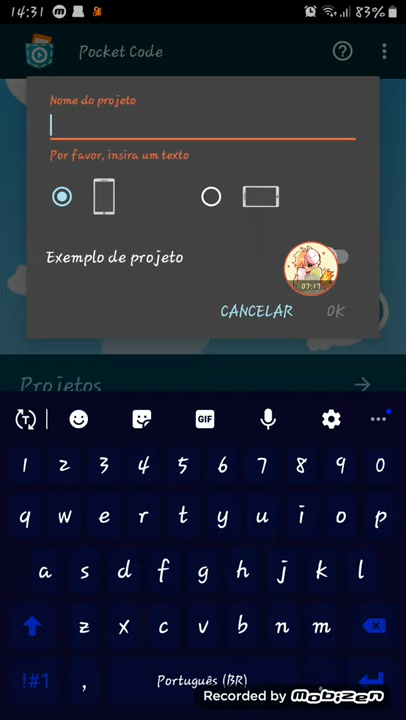 14:31 83%
Pocket Code
Nome do projeto
Por favor, insira um texto
Exemplo de projeto
07:17
CANCELAR OK
Projetos
T GIF
1 2 3 4 5 6 7 8 9 0
q w e r t y u i o p
a s d f g h j k l
z x c v b n m
!#1 , Português (BR)
Recorded by mobizen